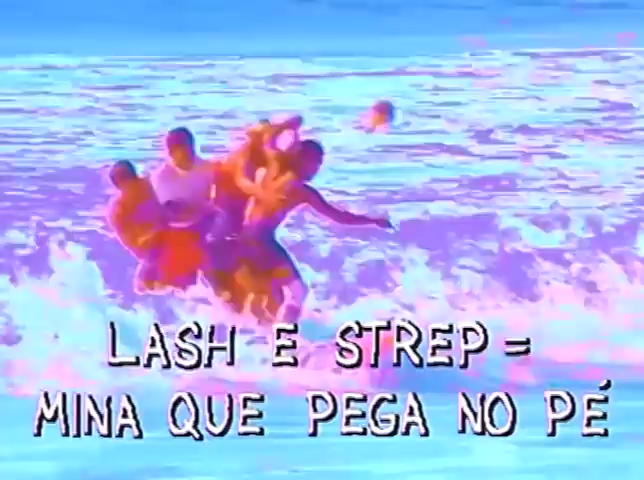 LASH E STREP =
MINA QUE PEGA NO PÉ